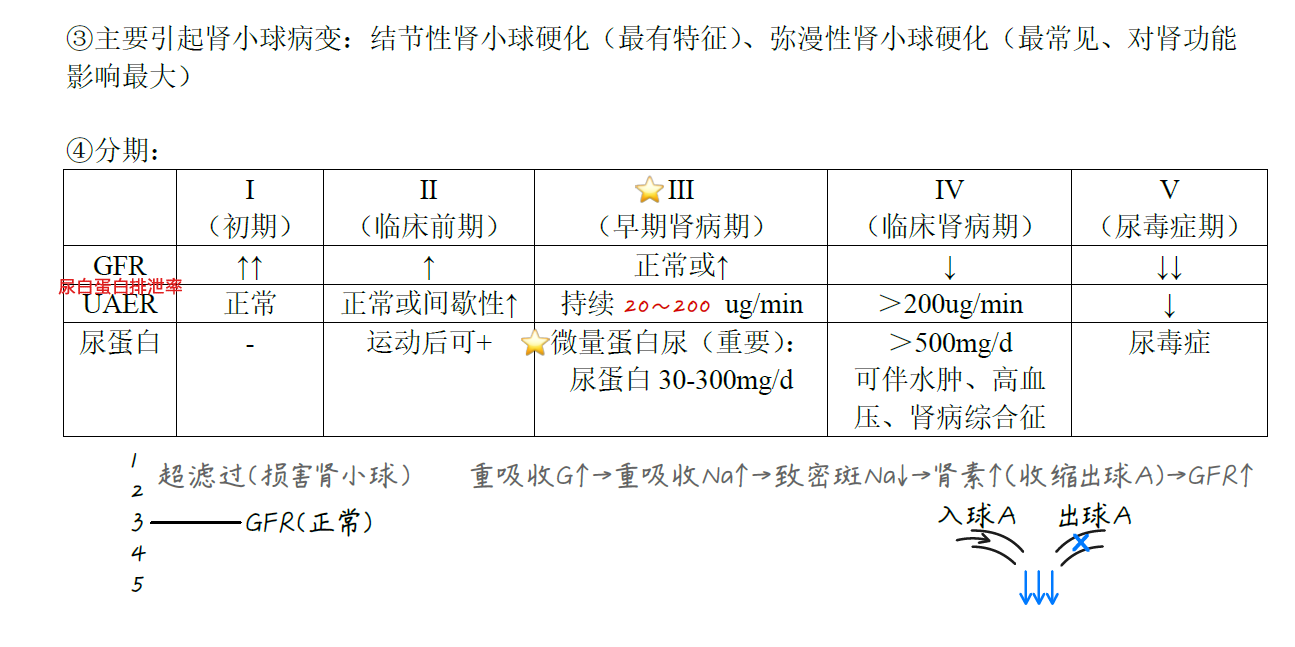 ③主要引起肾小球病变：结节性肾小球硬化（最有特征）、弥漫性肾小球硬化（最常见、对肾功能
影响最大）
④分期：
I II ⭐III IV V
（初期） （临床前期） （早期肾病期） （临床肾病期） （尿毒症期）
GFR ↑↑ ↑ 正常或↑ ↓ ↓↓
尿白蛋白排泄率
UAER 正常 正常或间歇性↑ 持续 20～200 ug/min ＞200ug/min ↓
尿蛋白 - 运动后可+ ⭐微量蛋白尿（重要）： ＞500mg/d 尿毒症
尿蛋白 30-300mg/d 可伴水肿、高血
压、肾病综合征
1
超滤过(损害肾小球) 重吸收G↑→重吸收Na↑→致密斑Na↓→肾素↑(收缩出球A)→GFR↑
2
3 GFR(正常) 入球A 出球A
4
5